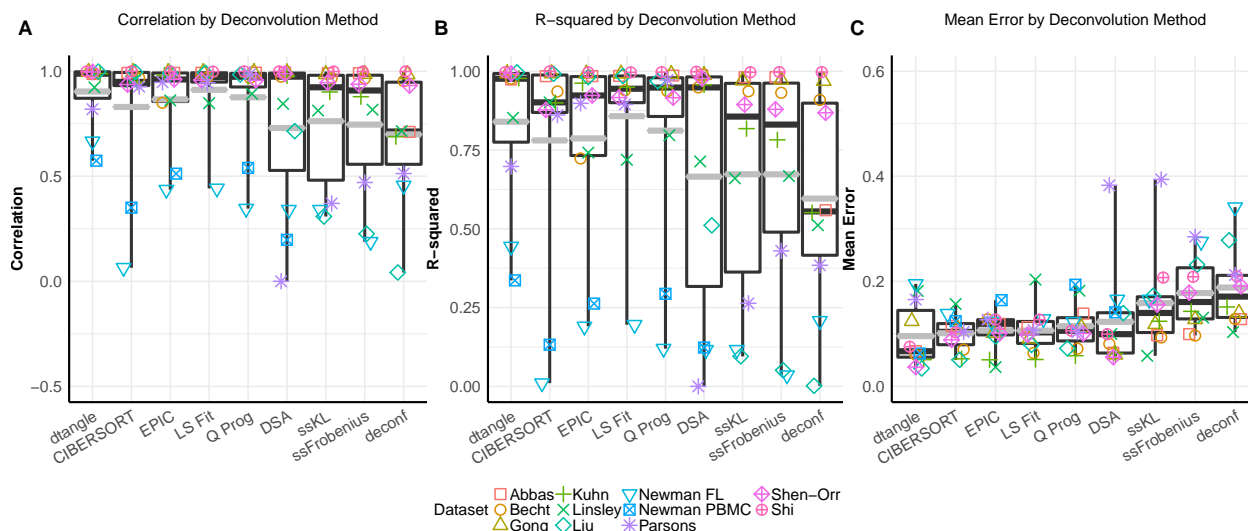 Correlation by Deconvolution Method
R-squared by Deconvolution Method
Mean Error by Deconvolution Method
A
B
C
Correlation
1.0
0.5
0.0
−0.5
dtangle
CIBERSORT
EPIC
LS Fit
Q Prog
DSA
ssKL
ssFrobenius
deconf
R−squared
1.00
0.75
0.50
0.25
0.00
dtangle
CIBERSORT
EPIC
LS Fit
Q Prog
DSA
ssKL
ssFrobenius
deconf
Mean Error
0.6
0.4
0.2
0.0
dtangle
CIBERSORT
EPIC
LS Fit
Q Prog
DSA
ssKL
ssFrobenius
deconf
Dataset
Abbas
Becht
Gong
Kuhn
Linsley
Liu
Newman FL
Newman PBMC
Parsons
Shen−Orr
Shi